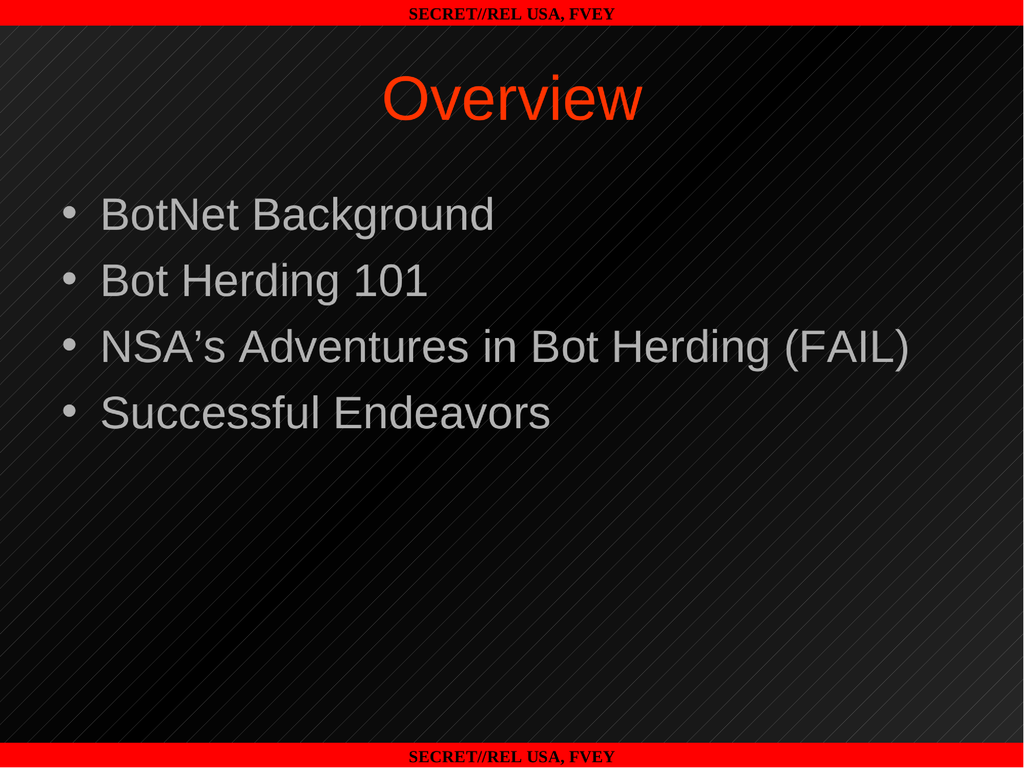 SECRET//REL USA, FVEY
Overview
• BotNet Background
• Bot Herding 101
• NSA’s Adventures in Bot Herding (FAIL)
• Successful Endeavors
SECRET//REL USA, FVEY